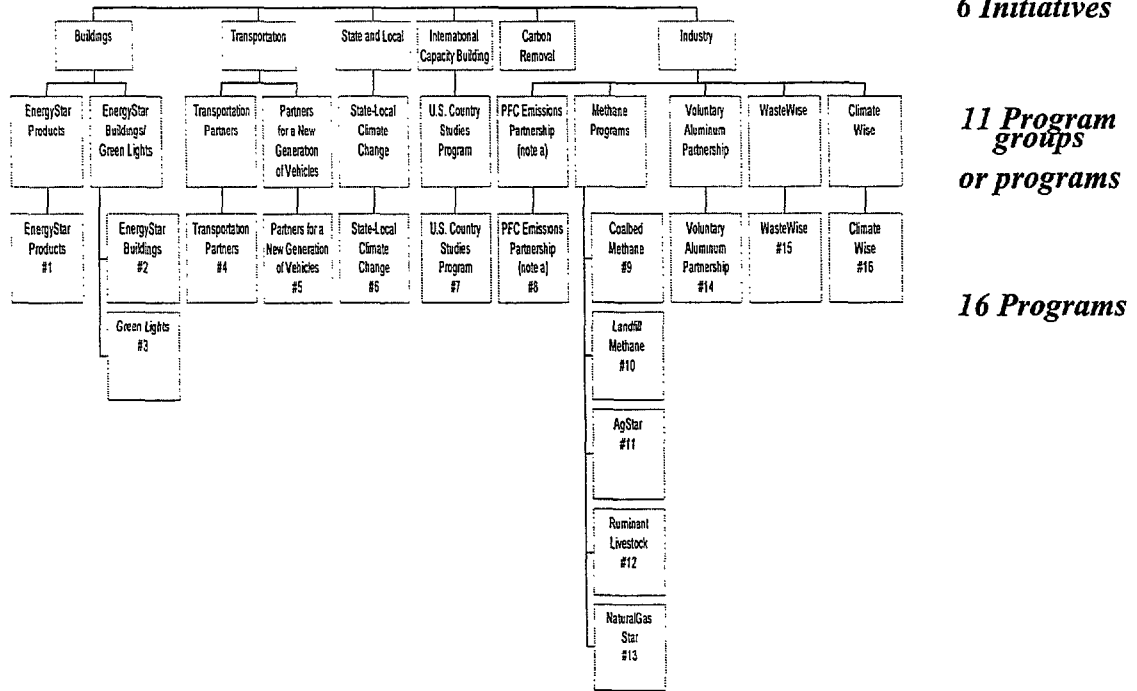 6 Initiatives
Buildings
Transportation
State and Local
International
Capacity Building
Carbon
Removal
Industry
EnergyStar
Products
EnergyStar
Buildings/
Green Lights
Transportation
Partners
Partners
for a New
Generation
of Vehicles
State-Local
Climate
Change
U.S. Country
Studies
Program
PFC Emissions
Partnership
(note a)
Methane
Programs
Voluntary
Aluminum
Partnership
WasteWise
Climate
Wise
11 Program
groups
or programs
EnergyStar
Products
#1
EnergyStar
Buildings
#2
Transportation
Partners
#4
Partners for a
New Generation
of Vehicles
#5
State-Local
Climate
Change
#6
U.S. Country
Studies
Program
#7
PFC Emissions
Partnership
(note a)
#8
Coalbed
Methane
#9
Voluntary
Aluminum
Partnership
#14
WasteWise
#15
Climate
Wise
#16
16 Programs
Green Lights
#3
Landfill
Methane
#10
AgStar
#11
Ruminant
Livestock
#12
NaturalGas
Star
#13